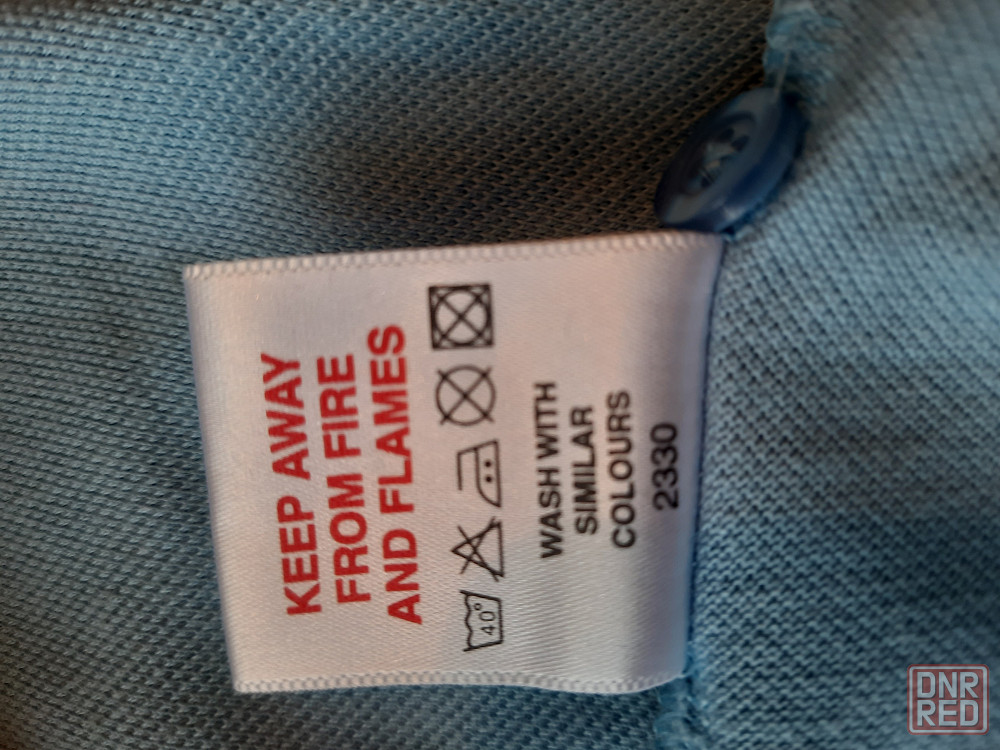 KEEP AWAY
FROM FIRE
AND FLAMES
40°
WASH WITH
SIMILAR
COLOURS
2330
DNR
RED